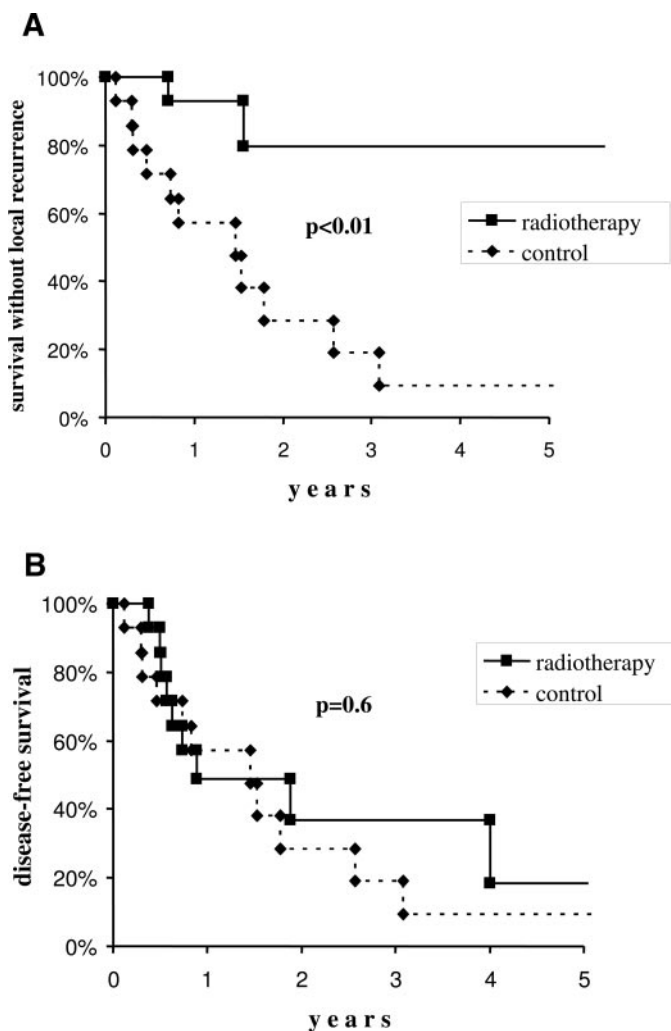 A
survival without local recurrence
100%
80%
60%
40%
20%
0%
p<0.01
radiotherapy
control
0 1 2 3 4 5
years
B
disease-free survival
100%
80%
60%
40%
20%
0%
p=0.6
radiotherapy
control
0 1 2 3 4 5
years